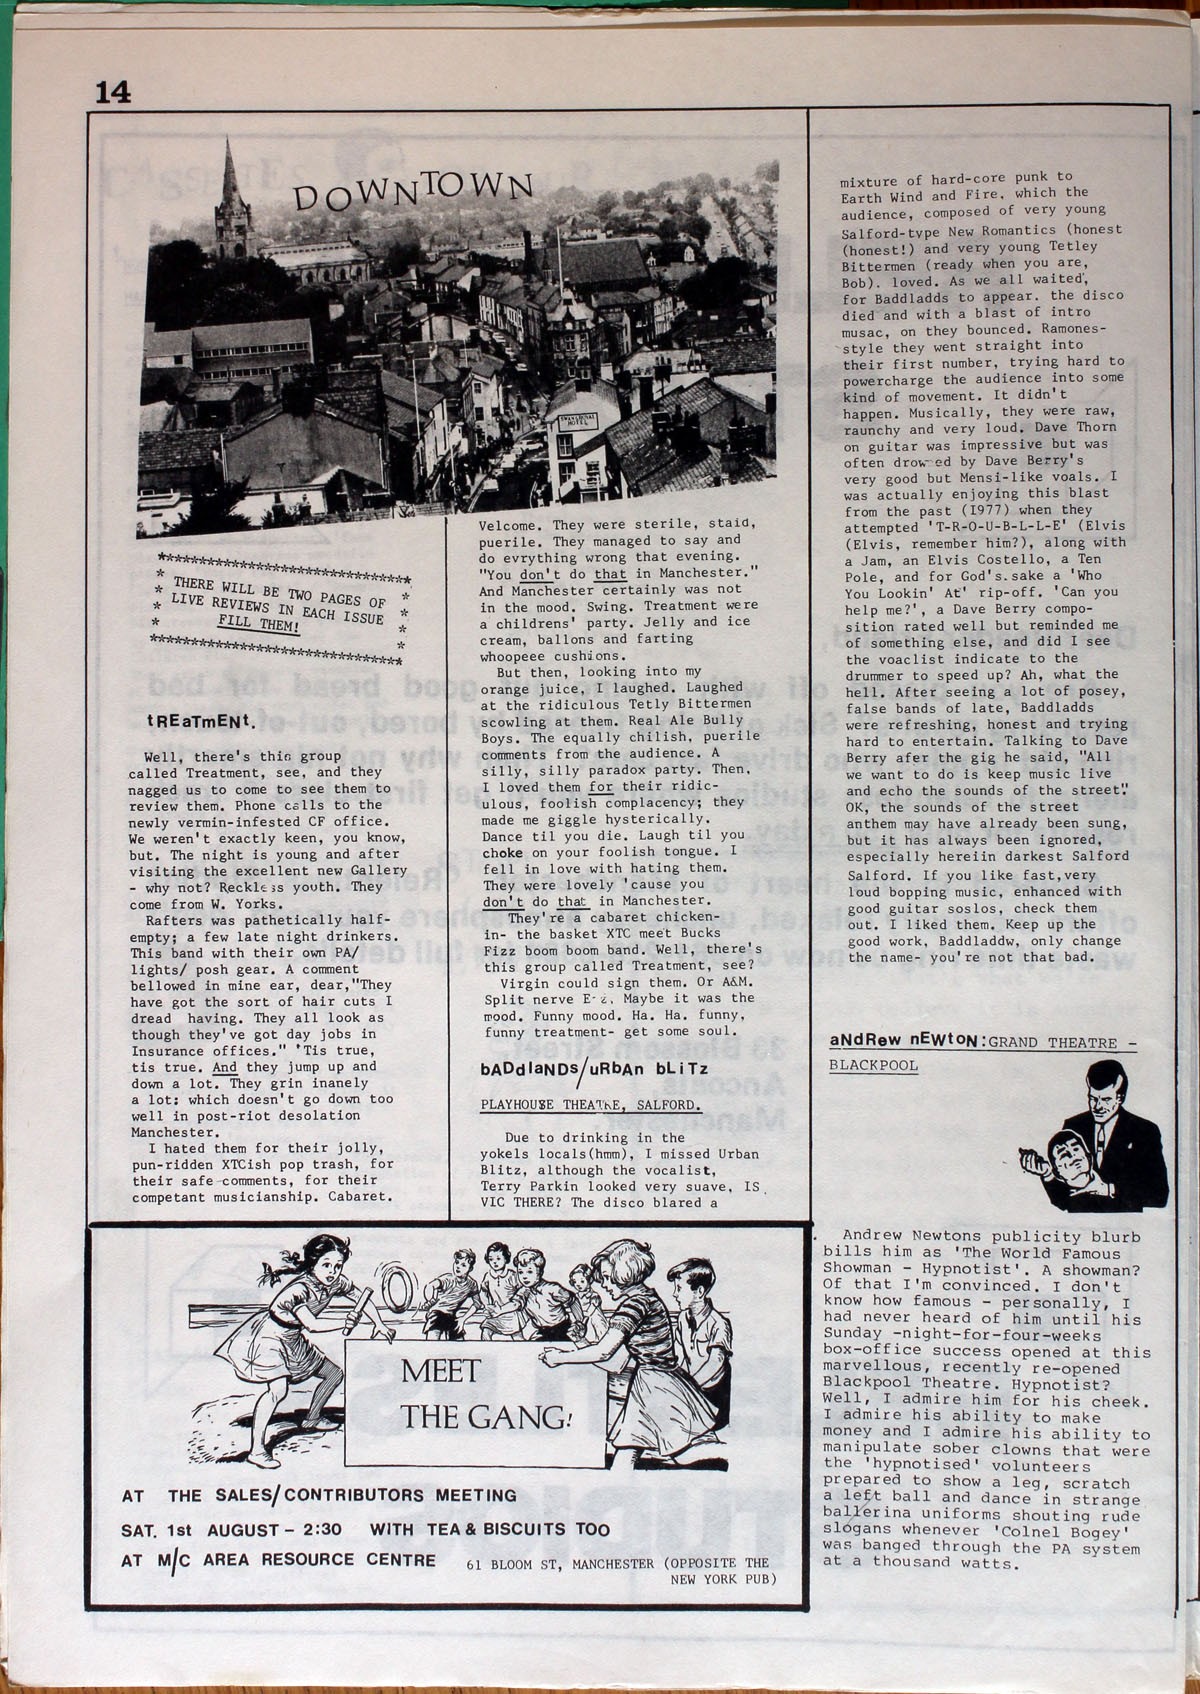 14
DOWNTOWN
SWAN & ROYAL
HOTEL
THERE WILL BE TWO PAGES OF
LIVE REVIEWS IN EACH ISSUE
FILL THEM!
tREaTmENt.
Well, there's this group
called Treatment, see, and they
nagged us to come to see them to
review them. Phone calls to the
newly vermin-infested CF office.
We weren't exactly keen, you know,
but. The night is young and after
visiting the excellent new Gallery
- why not? Reckless youth. They
come from W. Yorks.
Rafters was pathetically half-
empty; a few late night drinkers.
This band with their own PA/
lights/ posh gear. A comment
bellowed in mine ear, dear,"They
have got the sort of hair cuts I
dread having. They all look as
though they've got day jobs in
Insurance offices." 'Tis true,
tis true. And they jump up and
down a lot. They grin inanely
a lot; which doesn't go down too
well in post-riot desolation
Manchester.
I hated them for their jolly,
pun-ridden XTCish pop trash, for
their safe comments, for their
competant musicianship. Cabaret.
Velcome. They were sterile, staid,
puerile. They managed to say and
do evrything wrong that evening.
"You don't do that in Manchester."
And Manchester certainly was not
in the mood. Swing. Treatment were
a childrens' party. Jelly and ice
cream, ballons and farting
whoopeee cushions.
But then, looking into my
orange juice, I laughed. Laughed
at the ridiculous Tetly Bittermen
scowling at them. Real Ale Bully
Boys. The equally chilish, puerile
comments from the audience. A
silly, silly paradox party. Then,
I loved them for their ridic-
ulous, foolish complacency; they
made me giggle hysterically.
Dance til you die. Laugh til you
choke on your foolish tongue. I
fell in love with hating them.
They were lovely 'cause you
don't do that in Manchester.
They're a cabaret chicken-
in- the basket XTC meet Bucks
Fizz boom boom band. Well, there's
this group called Treatment, see?
Virgin could sign them. Or A&M.
Split nerve Maybe it was the
mood. Funny mood. Ha. Ha. funny,
funny treatment- get some soul.
bADdlaNDs/uRbAn bLiTz
PLAYHOUSE THEATRE, SALFORD.
Due to drinking in the
yokels locals(hmm), I missed Urban
Blitz, although the vocalist,
Terry Parkin looked very suave, IS
VIC THERE? The disco blared a
mixture of hard-core punk to
Earth Wind and Fire, which the
audience, composed of very young
Salford-type New Romantics (honest
(honest!) and very young Tetley
Bittermen (ready when you are,
Bob). loved. As we all waited,
for Baddladds to appear. the disco
died and with a blast of intro
musac, on they bounced. Ramones-
style they went straight into
their first number, trying hard to
powercharge the audience into some
kind of movement. It didn't
happen. Musically, they were raw,
raunchy and very loud. Dave Thorn
on guitar was impressive but was
often drowed by Dave Berry's
very good but Mensi-like voals. I
was actually enjoying this blast
from the past (1977) when they
attempted 'T-R-O-U-B-L-L-E' (Elvis
(Elvis, remember him?), along with
a Jam, an Elvis Costello, a Ten
Pole, and for God's.sake a 'Who
You Lookin' At' rip-off. 'Can you
help me?', a Dave Berry compo-
sition rated well but reminded me
of something else, and did I see
the voaclist indicate to the
drummer to speed up? Ah, what the
hell. After seeing a lot of posey,
false bands of late, Baddladds
were refreshing, honest and trying
hard to entertain. Talking to Dave
Berry afer the gig he said, "All
we want to do is keep music live
and echo the sounds of the street."
OK, the sounds of the street
anthem may have already been sung,
but it has always been ignored,
especially hereiin darkest Salford
Salford. If you like fast,very
loud bopping music, enhanced with
good guitar soslos, check them
out. I liked them. Keep up the
good work, Baddladdw, only change
the name- you're not that bad.
aNdRew nEWtoN:GRAND THEATRE -
BLACKPOOL
Andrew Newtons publicity blurb
bills him as 'The World Famous
Showman - Hypnotist'. A showman?
Of that I'm convinced. I don't
know how famous - personally, I
had never heard of him until his
Sunday -night-for-four-weeks
box-office success opened at this
marvellous, recently re-opened
Blackpool Theatre. Hypnotist?
Well, I admire him for his cheek.
I admire his ability to make
money and I admire his ability to
manipulate sober clowns that were
the 'hypnotised' volunteers
prepared to show a leg, scratch
a left ball and dance in strange
ballerina uniforms shouting rude
slogans whenever 'Colnel Bogey'
was banged through the PA system
at a thousand watts.
MEET
THE GANG!
AT THE SALES/CONTRIBUTORS MEETING
SAT. 1st AUGUST - 2:30 WITH TEA & BISCUITS TOO
AT M/C AREA RESOURCE CENTRE 61 BLOOM ST, MANCHESTER (OPPOSITE THE
NEW YORK PUB)